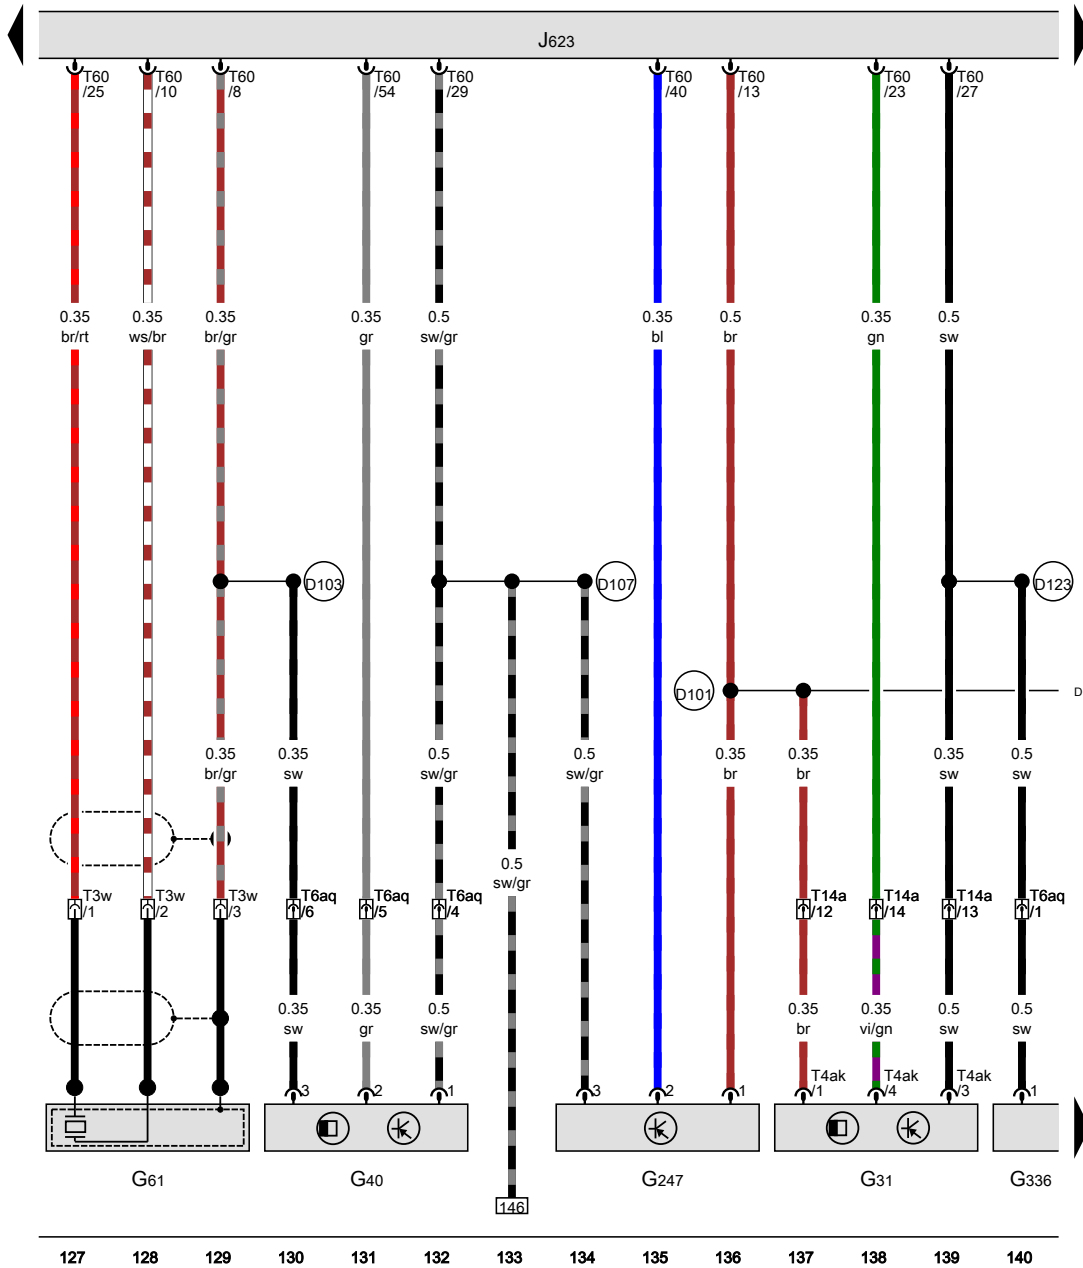 J623
T60 T60 T60 T60 T60 T60 T60 T60 T60
/25 /10 /8 /54 /29 /40 /13 /23 /27
0.35 0.35 0.35 0.35 0.5 0.35 0.5 0.35 0.5
br/rt ws/br br/gr gr sw/gr bl br gn sw
D103 D107 D123
D101 D
0.35 0.35 0.5 0.5 0.35 0.35 0.35 0.5
br/gr sw sw/gr sw/gr br br sw sw
0.5
sw/gr
T3w T3w T3w T6aq T6aq T6aq T14a T14a T14a T6aq
/1 /2 /3 /6 /5 /4 /12 /14 /13 /1
0.35 0.35 0.5 0.35 0.35 0.5 0.5
sw gr sw/gr br vi/gn sw sw
T4ak T4ak T4ak
3 2 1 3 2 1 /1 /4 /3 1
G61 G40 G247 G31 G336
146
127 128 129 130 131 132 133 134 135 136 137 138 139 140